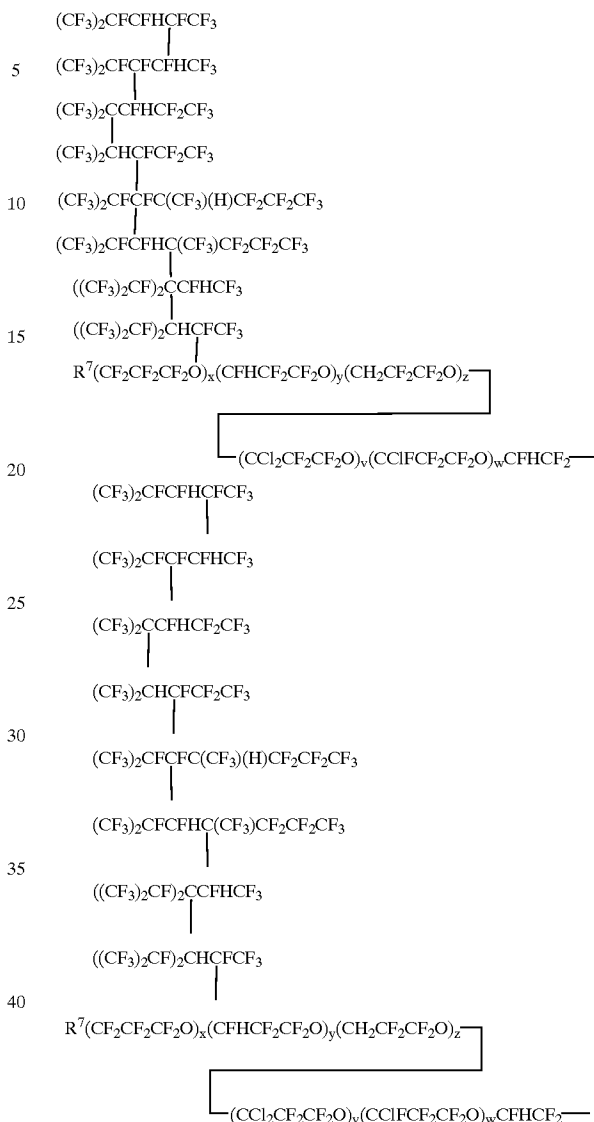 (CF3)2CFCFHCFCF3
5 (CF3)2CFCFCFHCF3
(CF3)2CCFHCF2CF3
(CF3)2CHCFCF2CF3
10 (CF3)2CFCFC(CF3)(H)CF2CF2CF3
(CF3)2CFCFHC(CF3)CF2CF2CF3
((CF3)2CF)2CCFHCF3
15 ((CF3)2CF)2CHCFCF3
R7(CF2CF2CF2O)x(CFHCF2CF2O)y(CH2CF2CF2O)z
20 (CCl2CF2CF2O)v(CClFCF2CF2O)wCFHCF2
(CF3)2CFCFHCFCF3
(CF3)2CFCFCFHCF3
25 (CF3)2CCFHCF2CF3
(CF3)2CHCFCF2CF3
30 (CF3)2CFCFC(CF3)(H)CF2CF2CF3
(CF3)2CFCFHC(CF3)CF2CF2CF3
35 ((CF3)2CF)2CCFHCF3
((CF3)2CF)2CHCFCF3
40 R7(CF2CF2CF2O)x(CFHCF2CF2O)y(CH2CF2CF2O)z
(CCl2CF2CF2O)v(CClFCF2CF2O)wCFHCF2